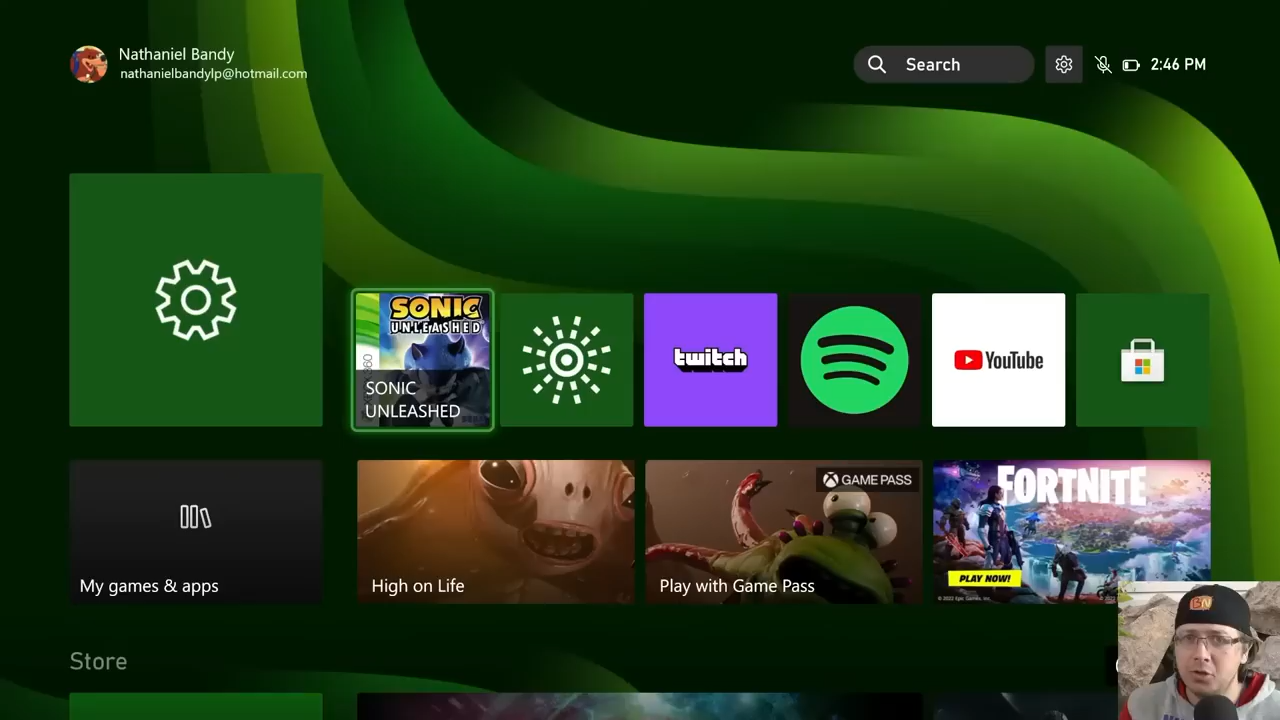 Nathaniel Bandy
nathanielbandylp@hotmail.com
Search
2:46 PM
SONIC
UNLEASHED
SONIC
UNLEASHED
twitch
YouTube
My games & apps
High on Life
GAME PASS
Play with Game Pass
FORTNITE
PLAY NOW!
Store